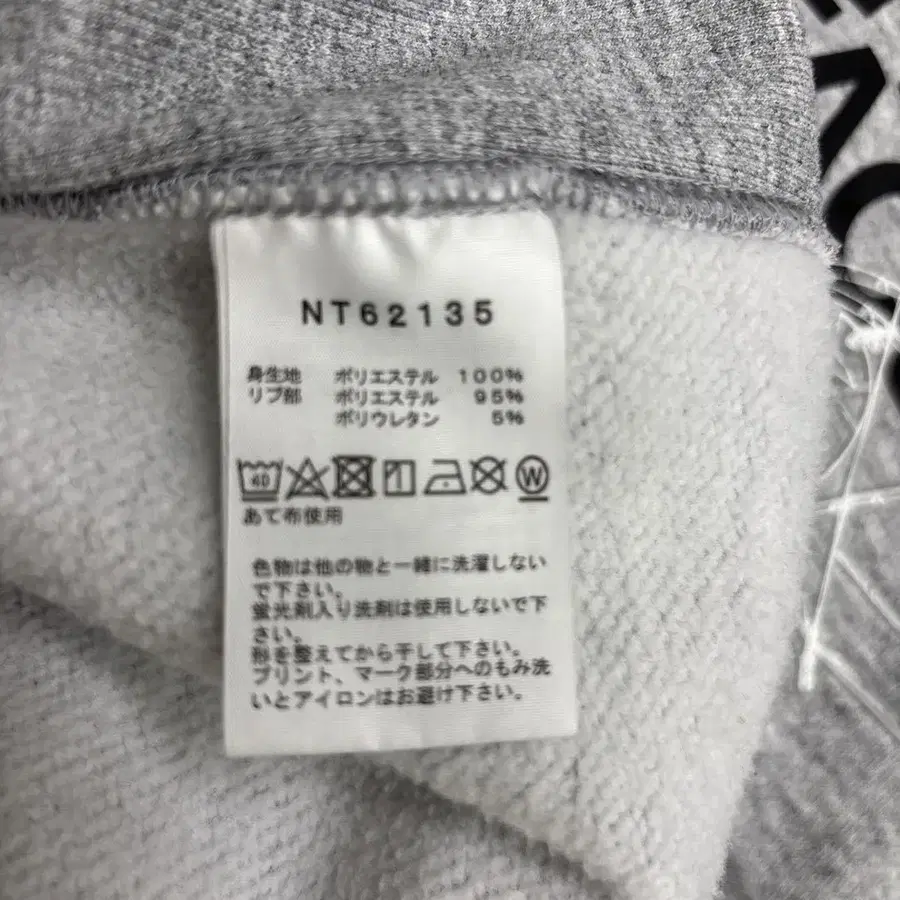 NT62135
身生地 ポリエステル 100%
リブ部 ポリエステル 95%
ポリウレタン 5%
40 W
あて布使用
色物は他の物と一緒に洗濯しない
で下さい。
蛍光剤入り洗剤は使用しないで下
さい。
形を整えてから干して下さい。
プリント、マーク部分へのもみ洗
いとアイロンはお避け下さい。